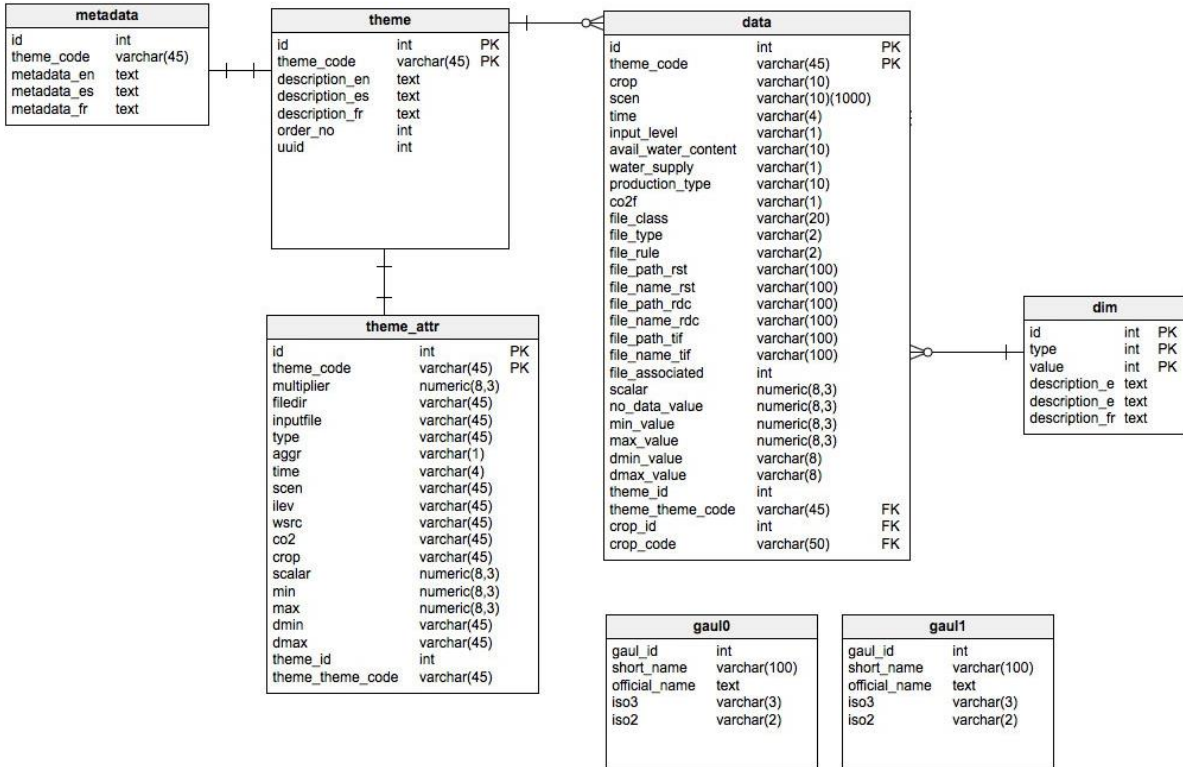 metadata
id int
theme_code varchar(45)
metadata_en text
metadata_es text
metadata_fr text
theme
id int PK
theme_code varchar(45) PK
description_en text
description_es text
description_fr text
order_no int
uuid int
data
id int PK
theme_code varchar(45) PK
crop varchar(10)
scen varchar(10)(1000)
time varchar(4)
input_level varchar(1)
avail_water_content varchar(10)
water_supply varchar(1)
production_type varchar(10)
co2f varchar(1)
file_class varchar(20)
file_type varchar(2)
file_rule varchar(2)
file_path_rst varchar(100)
file_name_rst varchar(100)
file_path_rdc varchar(100)
file_name_rdc varchar(100)
file_path_tif varchar(100)
file_name_tif varchar(100)
file_associated int
scalar numeric(8,3)
no_data_value numeric(8,3)
min_value numeric(8,3)
max_value numeric(8,3)
dmin_value varchar(8)
dmax_value varchar(8)
theme_id int
theme_theme_code varchar(45) FK
crop_id int FK
crop_code varchar(50) FK
theme_attr
id int PK
theme_code varchar(45) PK
multiplier numeric(8,3)
filedir varchar(45)
inputfile varchar(45)
type varchar(45)
aggr varchar(1)
time varchar(4)
scen varchar(45)
ilev varchar(45)
wsrc varchar(45)
co2 varchar(45)
crop varchar(45)
scalar numeric(8,3)
min numeric(8,3)
max numeric(8,3)
dmin varchar(45)
dmax varchar(45)
theme_id int
theme_theme_code varchar(45)
dim
id int PK
type int PK
value int PK
description_e text
description_e text
description_fr text
gaul0
gaul_id int
short_name varchar(100)
official_name text
iso3 varchar(3)
iso2 varchar(2)
gaul1
gaul_id int
short_name varchar(100)
official_name text
iso3 varchar(3)
iso2 varchar(2)